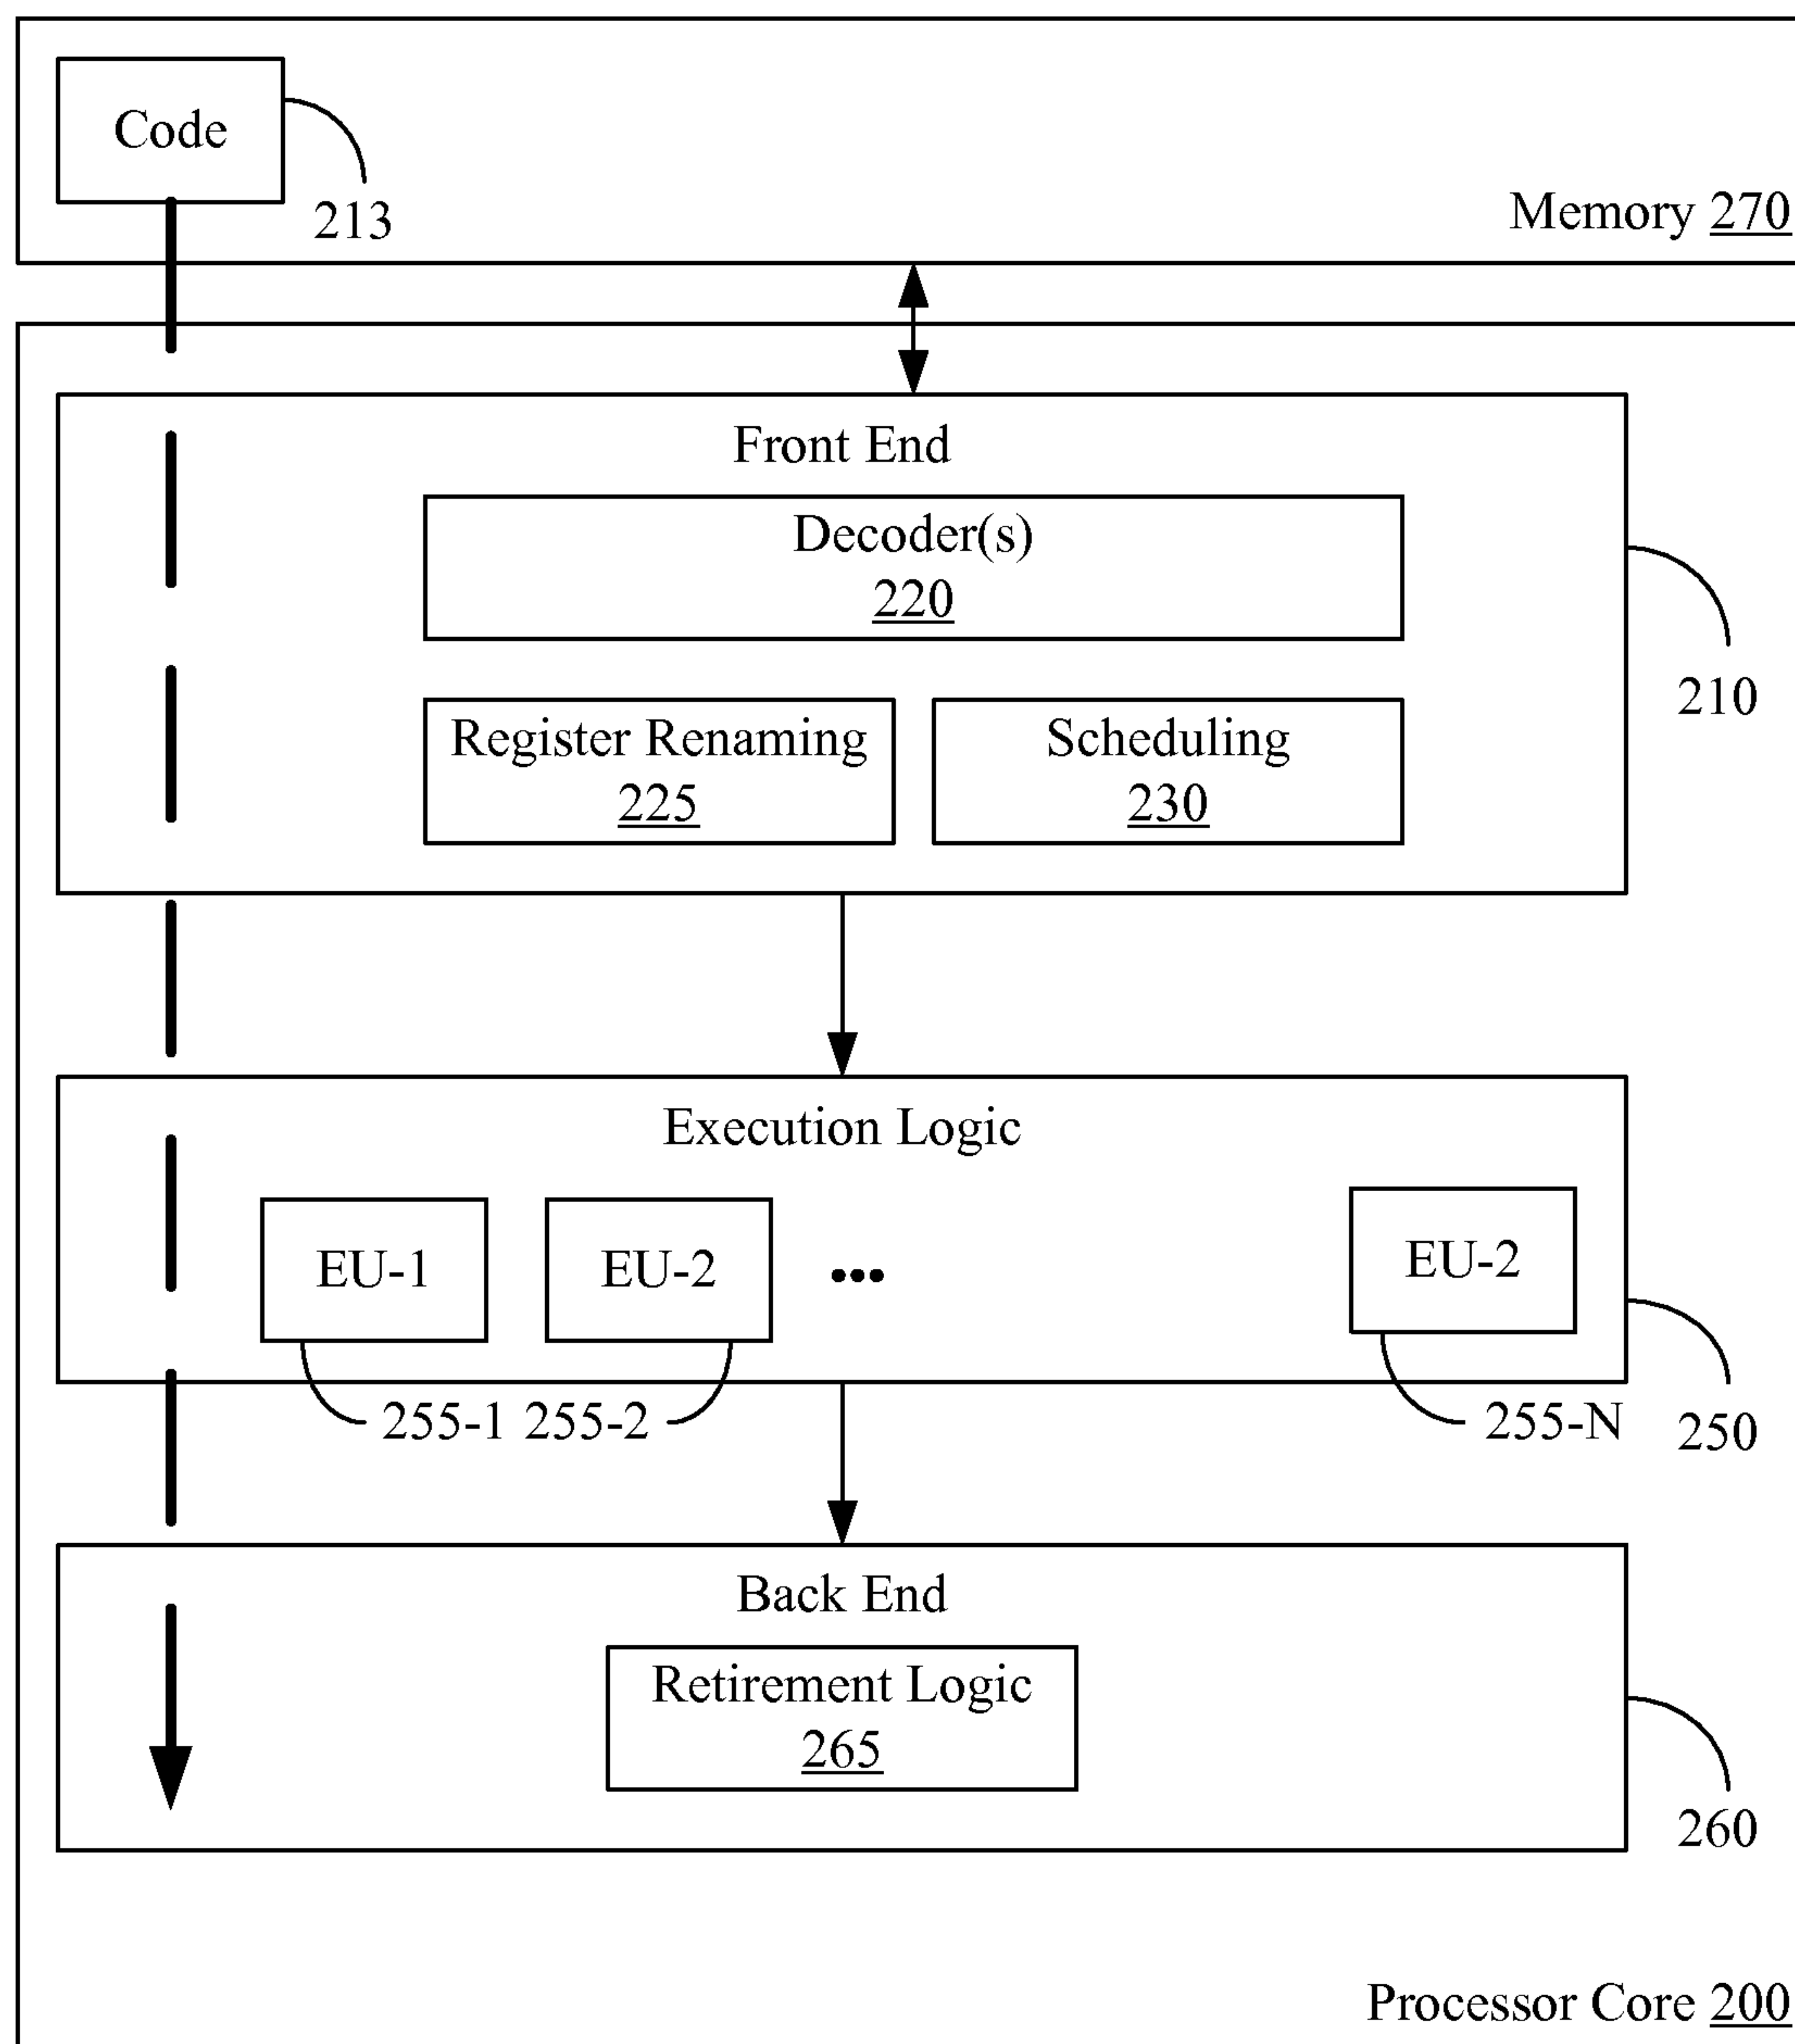 Code
213
Memory 270
Front End
Decoder(s)
220
210
Register Renaming
225
Scheduling
230
Execution Logic
EU-1
EU-2
•••
EU-2
255-1
255-2
255-N
250
Back End
Retirement Logic
265
260
Processor Core 200